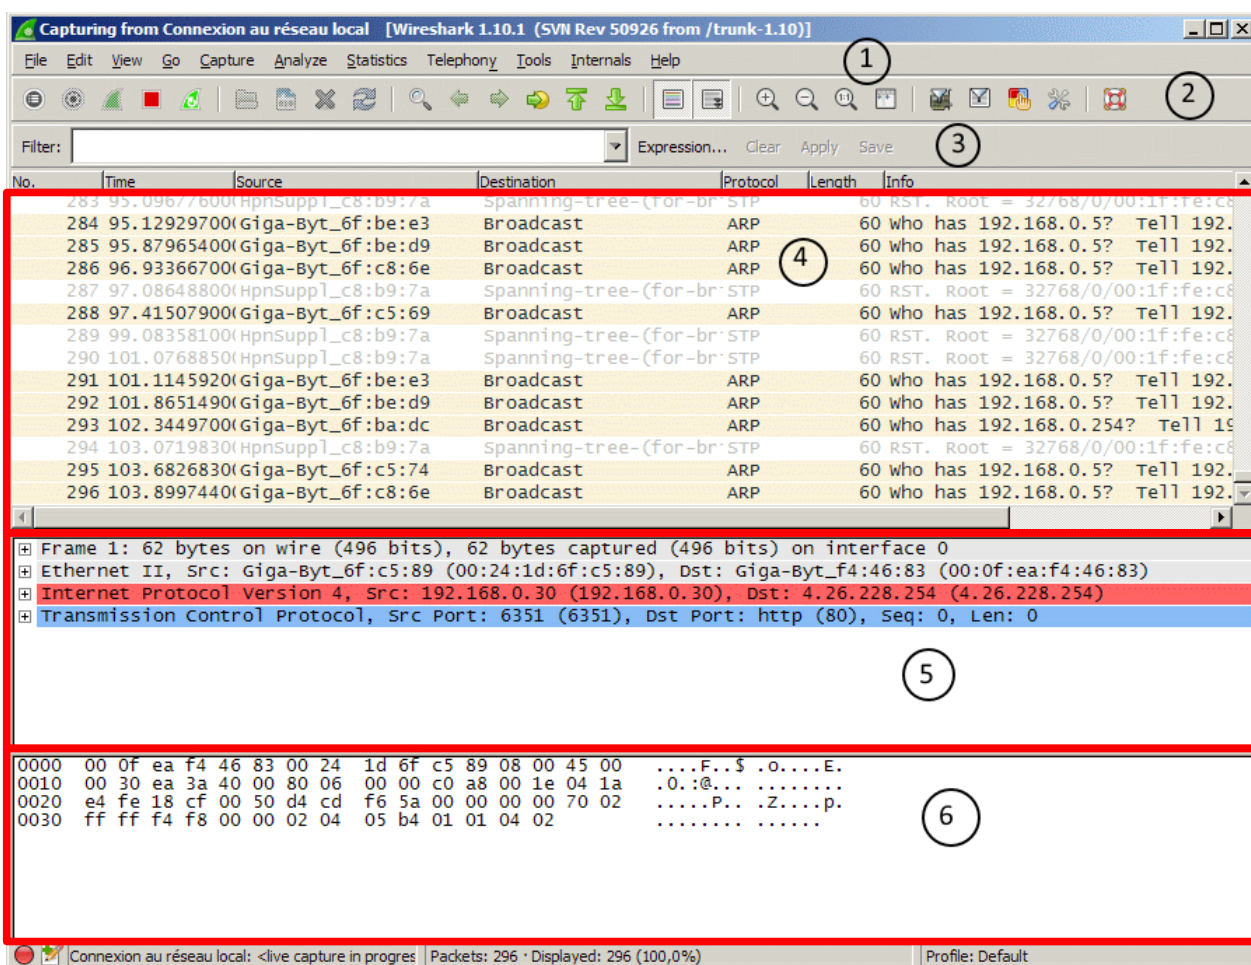 Capturing from Connexion au réseau local [Wireshark 1.10.1 (SVN Rev 50926 from /trunk-1.10)]
File Edit View Go Capture Analyze Statistics Telephony Tools Internals Help
1
2
Filter: Expression... Clear Apply Save
3
No. Time Source Destination Protocol Length Info
283 95.09677600( HpnSuppl_c8:b9:7a Spanning-tree-(for-br STP 60 RST. Root = 32768/0/00:1f:fe:c8
284 95.12929700( Giga-Byt_6f:be:e3 Broadcast ARP 60 Who has 192.168.0.5? Tell 192.
285 95.87965400( Giga-Byt_6f:be:d9 Broadcast ARP 60 Who has 192.168.0.5? Tell 192.
286 96.93366700( Giga-Byt_6f:c8:6e Broadcast ARP 60 Who has 192.168.0.5? Tell 192.
287 97.08648800( HpnSuppl_c8:b9:7a Spanning-tree-(for-br STP 60 RST. Root = 32768/0/00:1f:fe:c8
288 97.41507900( Giga-Byt_6f:c5:69 Broadcast ARP 60 Who has 192.168.0.5? Tell 192.
289 99.08358100( HpnSuppl_c8:b9:7a Spanning-tree-(for-br STP 60 RST. Root = 32768/0/00:1f:fe:c8
290 101.0768850( HpnSuppl_c8:b9:7a Spanning-tree-(for-br STP 60 RST. Root = 32768/0/00:1f:fe:c8
291 101.1145920( Giga-Byt_6f:be:e3 Broadcast ARP 60 Who has 192.168.0.5? Tell 192.
292 101.8651490( Giga-Byt_6f:be:d9 Broadcast ARP 60 Who has 192.168.0.5? Tell 192.
293 102.3449700( Giga-Byt_6f:ba:dc Broadcast ARP 60 Who has 192.168.0.254? Tell 19
294 103.0719830( HpnSuppl_c8:b9:7a Spanning-tree-(for-br STP 60 RST. Root = 32768/0/00:1f:fe:c8
295 103.6826830( Giga-Byt_6f:c5:74 Broadcast ARP 60 Who has 192.168.0.5? Tell 192.
296 103.8997440( Giga-Byt_6f:c8:6e Broadcast ARP 60 Who has 192.168.0.5? Tell 192.
4
Frame 1: 62 bytes on wire (496 bits), 62 bytes captured (496 bits) on interface 0
Ethernet II, Src: Giga-Byt_6f:c5:89 (00:24:1d:6f:c5:89), Dst: Giga-Byt_f4:46:83 (00:0f:ea:f4:46:83)
Internet Protocol Version 4, Src: 192.168.0.30 (192.168.0.30), Dst: 4.26.228.254 (4.26.228.254)
Transmission Control Protocol, Src Port: 6351 (6351), Dst Port: http (80), Seq: 0, Len: 0
5
0000 00 0f ea f4 46 83 00 24 1d 6f c5 89 08 00 45 00 ....F..$ .o....E.
0010 00 30 ea 3a 40 00 80 06 00 00 c0 a8 00 1e 04 1a .0.:@... ........
0020 e4 fe 18 cf 00 50 d4 cd f6 5a 00 00 00 00 70 02 .....P.. .Z....p.
0030 ff ff f4 f8 00 00 02 04 05 b4 01 01 04 02 ........ ......
6
Connexion au réseau local: <live capture in progres Packets: 296 · Displayed: 296 (100,0%) Profile: Default